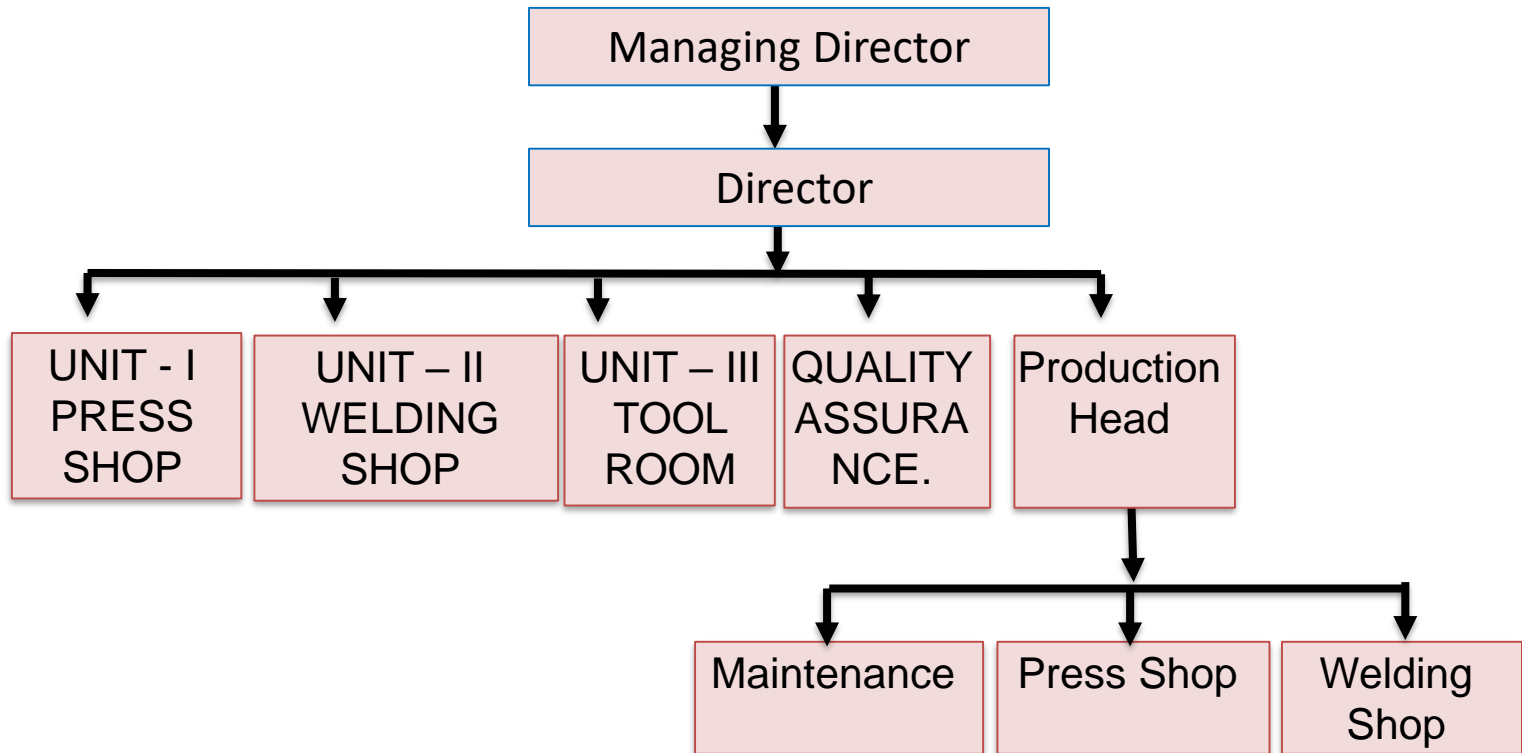 Managing Director
Director
UNIT - I
PRESS
SHOP
UNIT – II
WELDING
SHOP
UNIT – III
TOOL
ROOM
QUALITY
ASSURA
NCE.
Production
Head
Maintenance
Press Shop
Welding
Shop